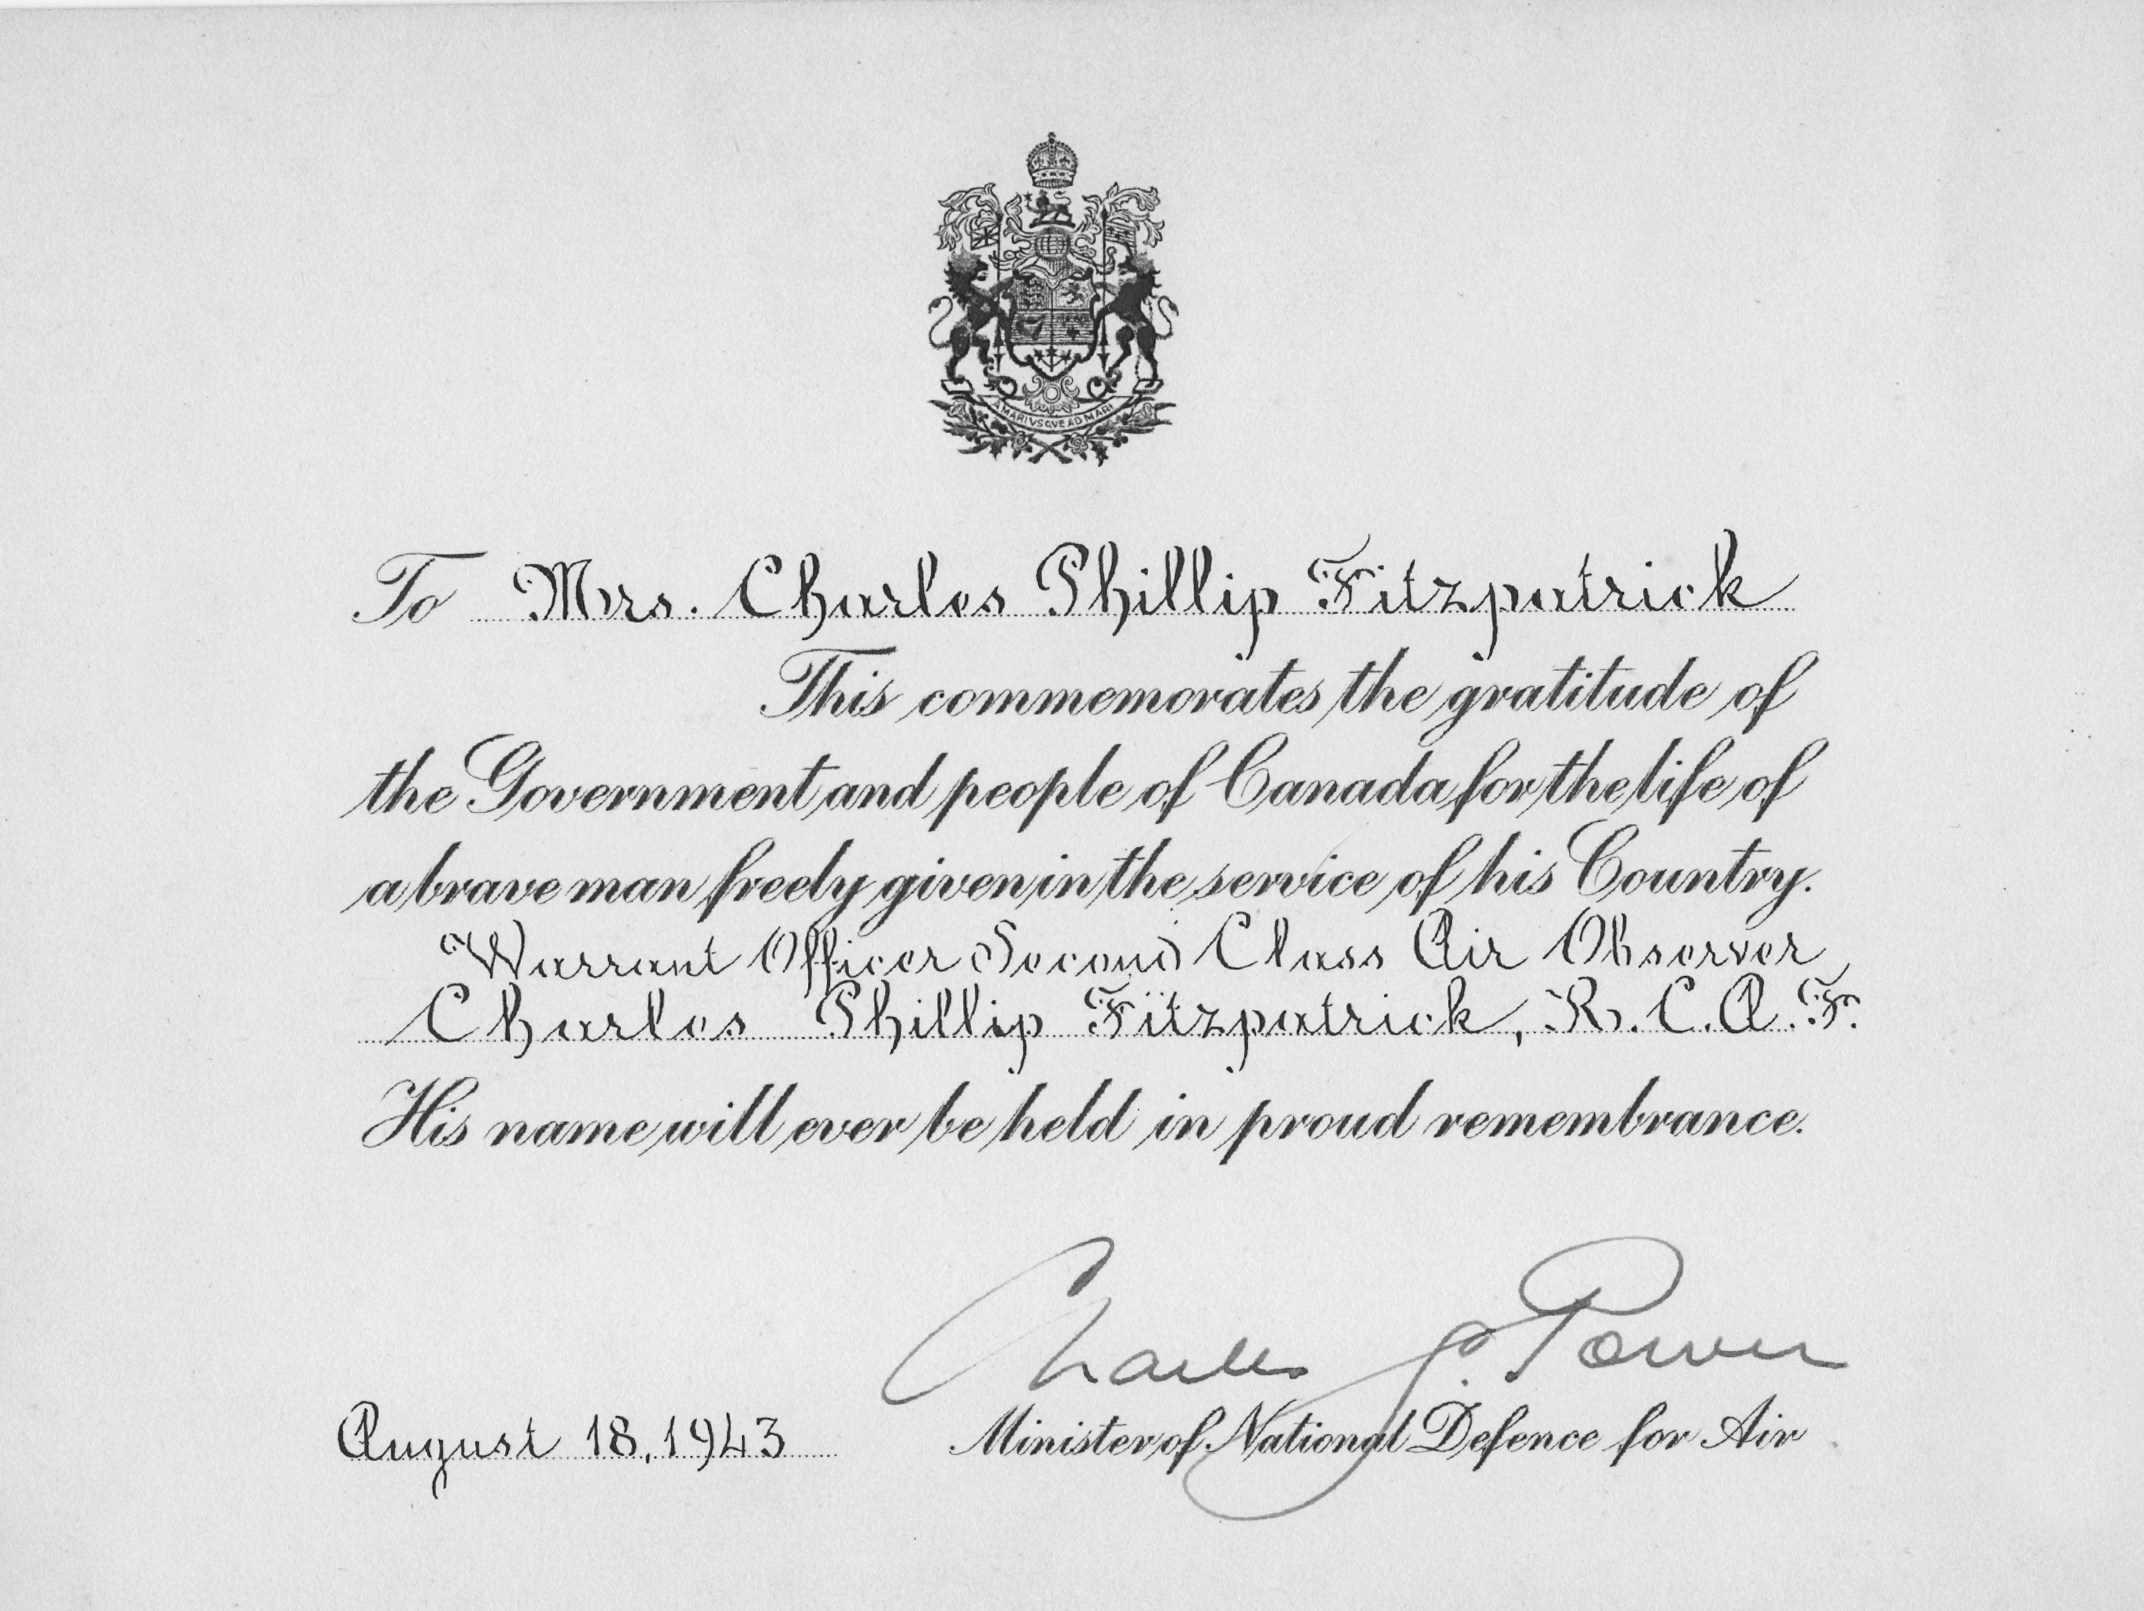 A MARI VSQVE AD MARI
To Mrs. Charles Phillip Fitzpatrick
This commemorates the gratitude of
the Government and people of Canada for the life of
a brave man freely given in the service of his Country.
Warrant Officer Second Class Air Observer
Charles Phillip Fitzpatrick, R.C.A.F.
His name will ever be held in proud remembrance.
Charles G. Power
August 18, 1943 Minister of National Defence for Air